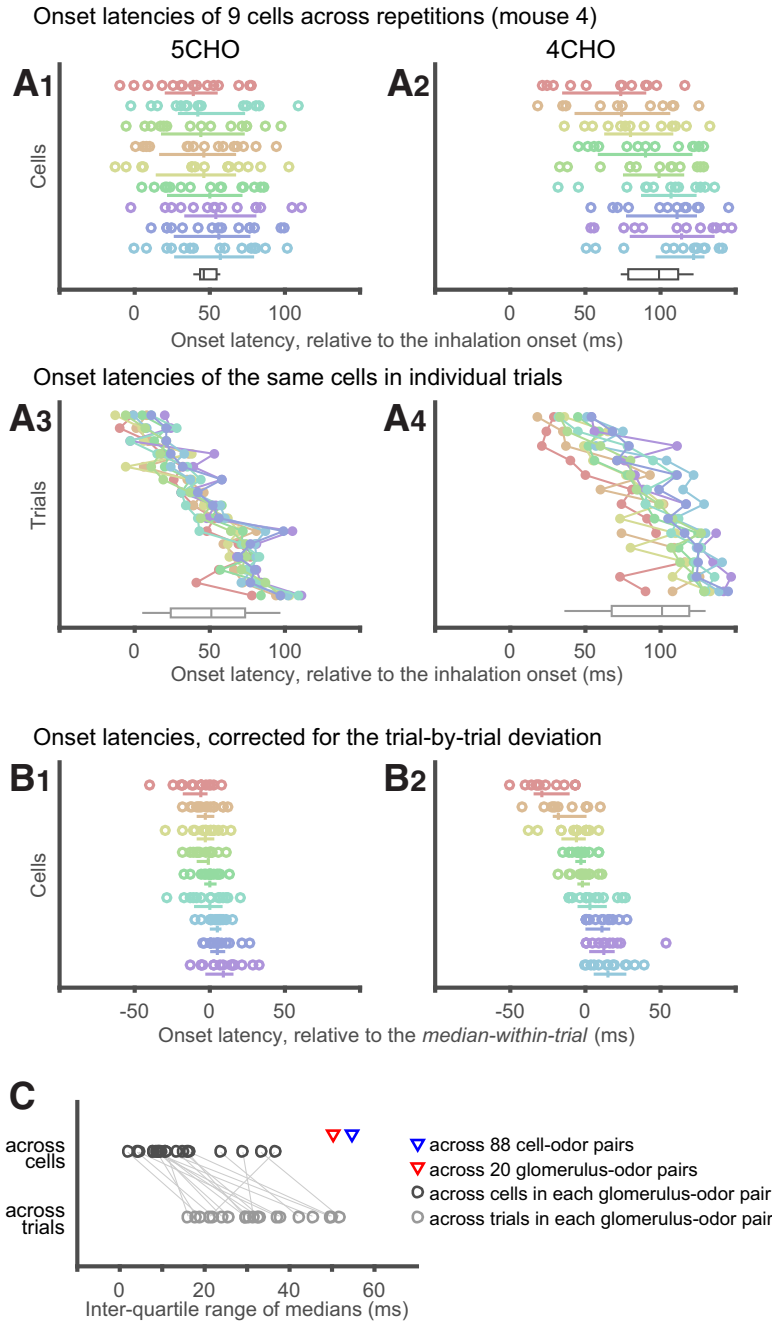 Onset latencies of 9 cells across repetitions (mouse 4)
5CHO
4CHO
A1
A2
Cells
0 50 100
0 50 100
Onset latency, relative to the inhalation onset (ms)
Onset latencies of the same cells in individual trials
A3
A4
Trials
0 50 100
0 50 100
Onset latency, relative to the inhalation onset (ms)
Onset latencies, corrected for the trial-by-trial deviation
B1
B2
Cells
-50 0 50
-50 0 50
Onset latency, relative to the median-within-trial (ms)
C
across
cells
across
trials
across 88 cell-odor pairs
across 20 glomerulus-odor pairs
across cells in each glomerulus-odor pair
across trials in each glomerulus-odor pair
0 20 40 60
Inter-quartile range of medians (ms)